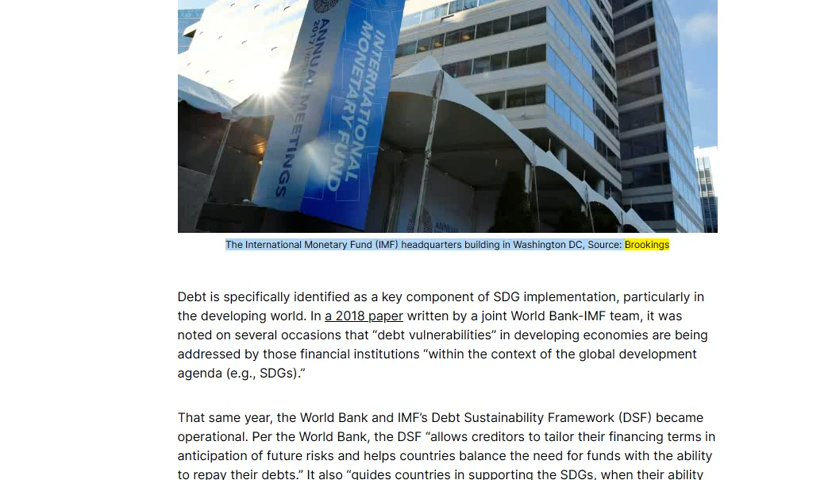 INTERNATIONAL
MONETARY FUND
ANNUAL MEETINGS
2017
The International Monetary Fund (IMF) headquarters building in Washington DC, Source: Brookings
Debt is specifically identified as a key component of SDG implementation, particularly in
the developing world. In a 2018 paper written by a joint World Bank-IMF team, it was
noted on several occasions that “debt vulnerabilities” in developing economies are being
addressed by those financial institutions “within the context of the global development
agenda (e.g., SDGs).”
That same year, the World Bank and IMF’s Debt Sustainability Framework (DSF) became
operational. Per the World Bank, the DSF “allows creditors to tailor their financing terms in
anticipation of future risks and helps countries balance the need for funds with the ability
to repay their debts.” It also “guides countries in supporting the SDGs, when their ability